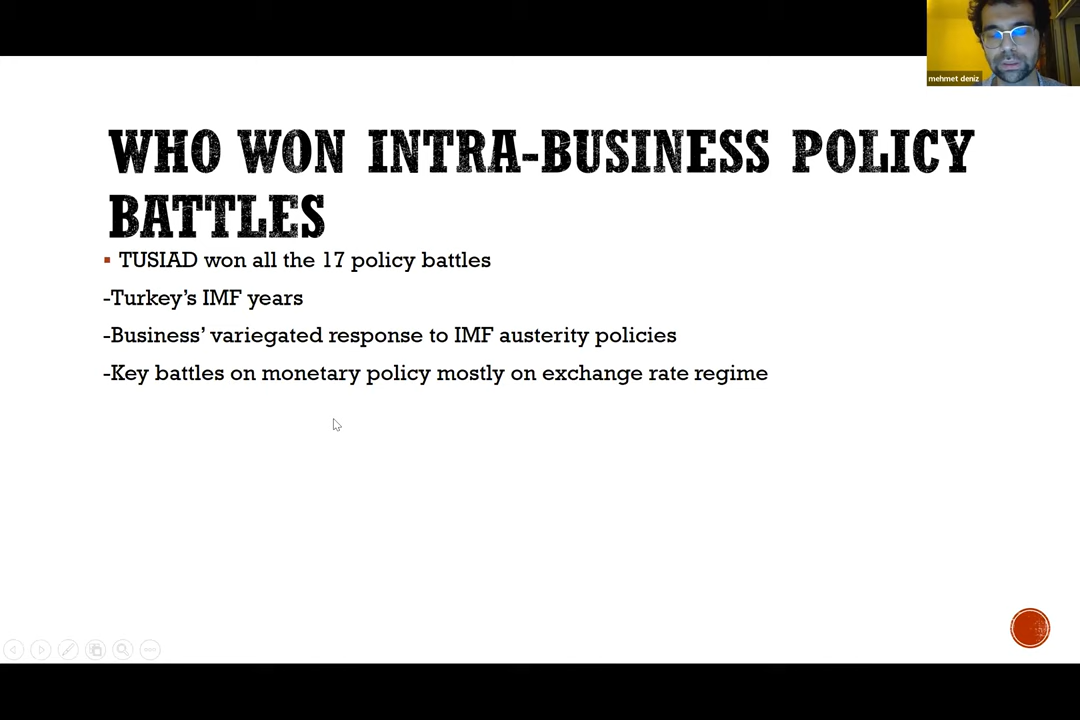 mehmet deniz
WHO WON INTRA-BUSINESS POLICY
BATTLES
TUSIAD won all the 17 policy battles
-Turkey's IMF years
-Business' variegated response to IMF austerity policies
-Key battles on monetary policy mostly on exchange rate regime